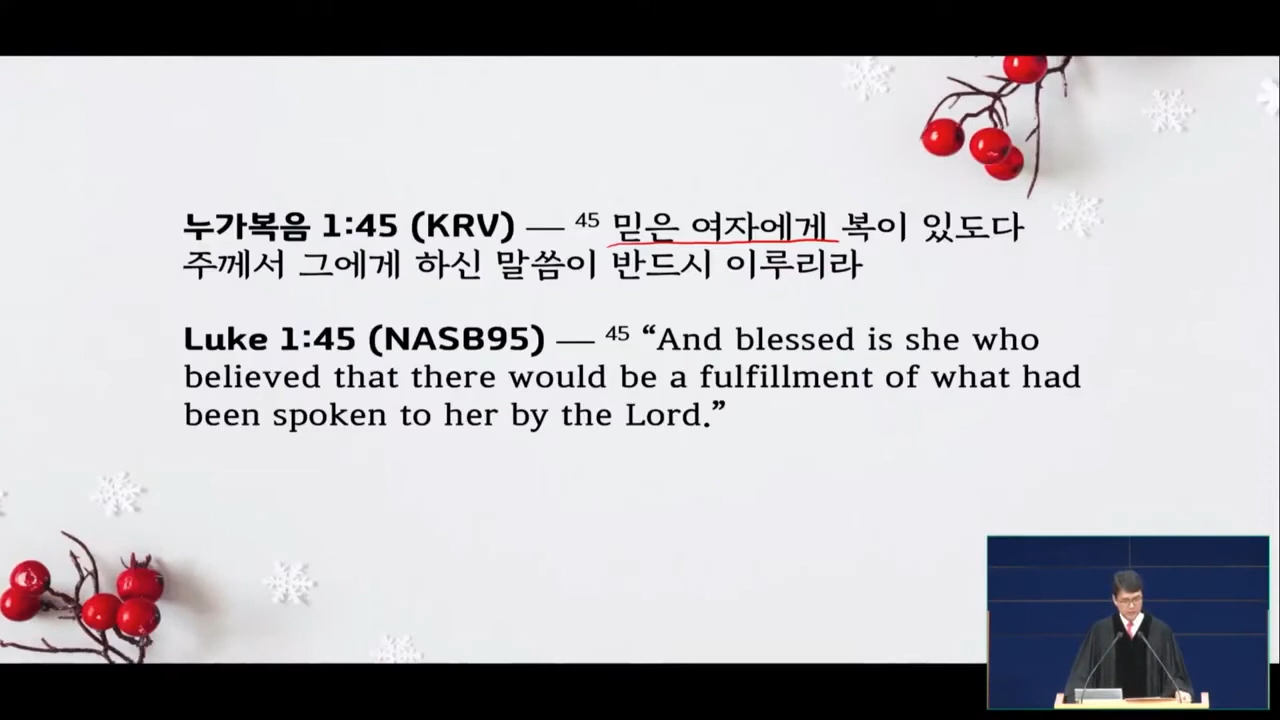 누가복음 1:45 (KRV) — 45 믿은 여자에게 복이 있도다
주께서 그에게 하신 말씀이 반드시 이루리라
Luke 1:45 (NASB95) — 45 “And blessed is she who
believed that there would be a fulfillment of what had
been spoken to her by the Lord.”